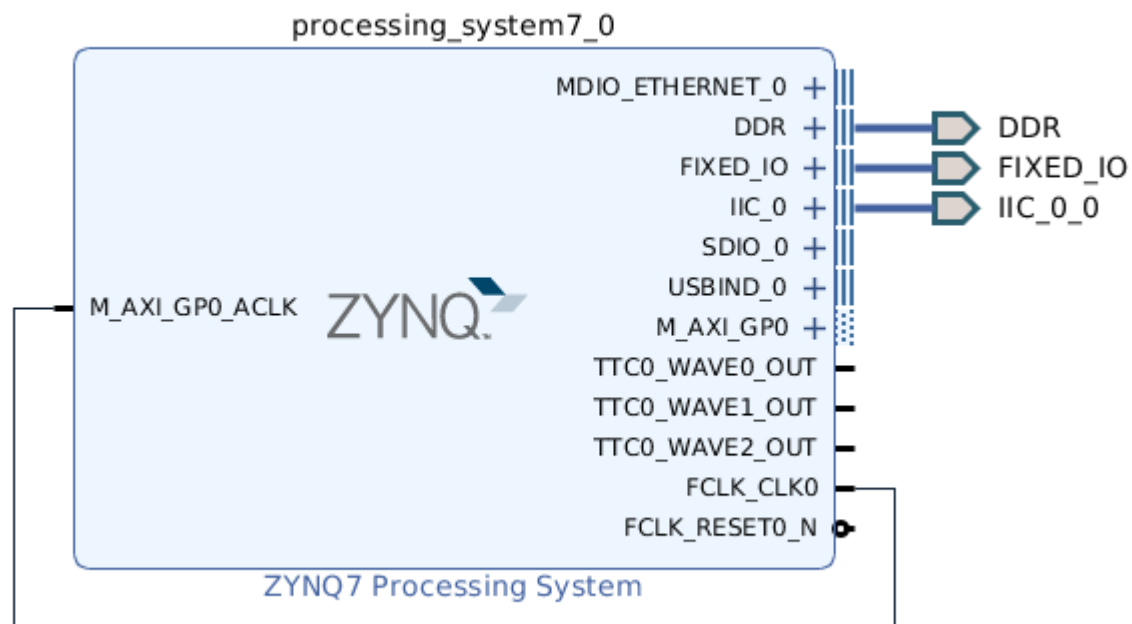 processing_system7_0
MDIO_ETHERNET_0
DDR
DDR
FIXED_IO
FIXED_IO
IIC_0
IIC_0_0
SDIO_0
USBIND_0
M_AXI_GP0_ACLK
ZYNQ™
M_AXI_GP0
TTC0_WAVE0_OUT
TTC0_WAVE1_OUT
TTC0_WAVE2_OUT
FCLK_CLK0
FCLK_RESET0_N
ZYNQ7 Processing System